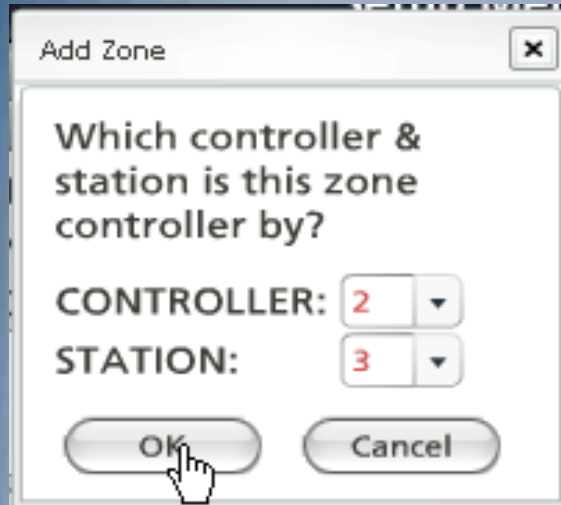 Add Zone
Which controller &
station is this zone
controller by?
CONTROLLER: 2
STATION: 3
OK Cancel